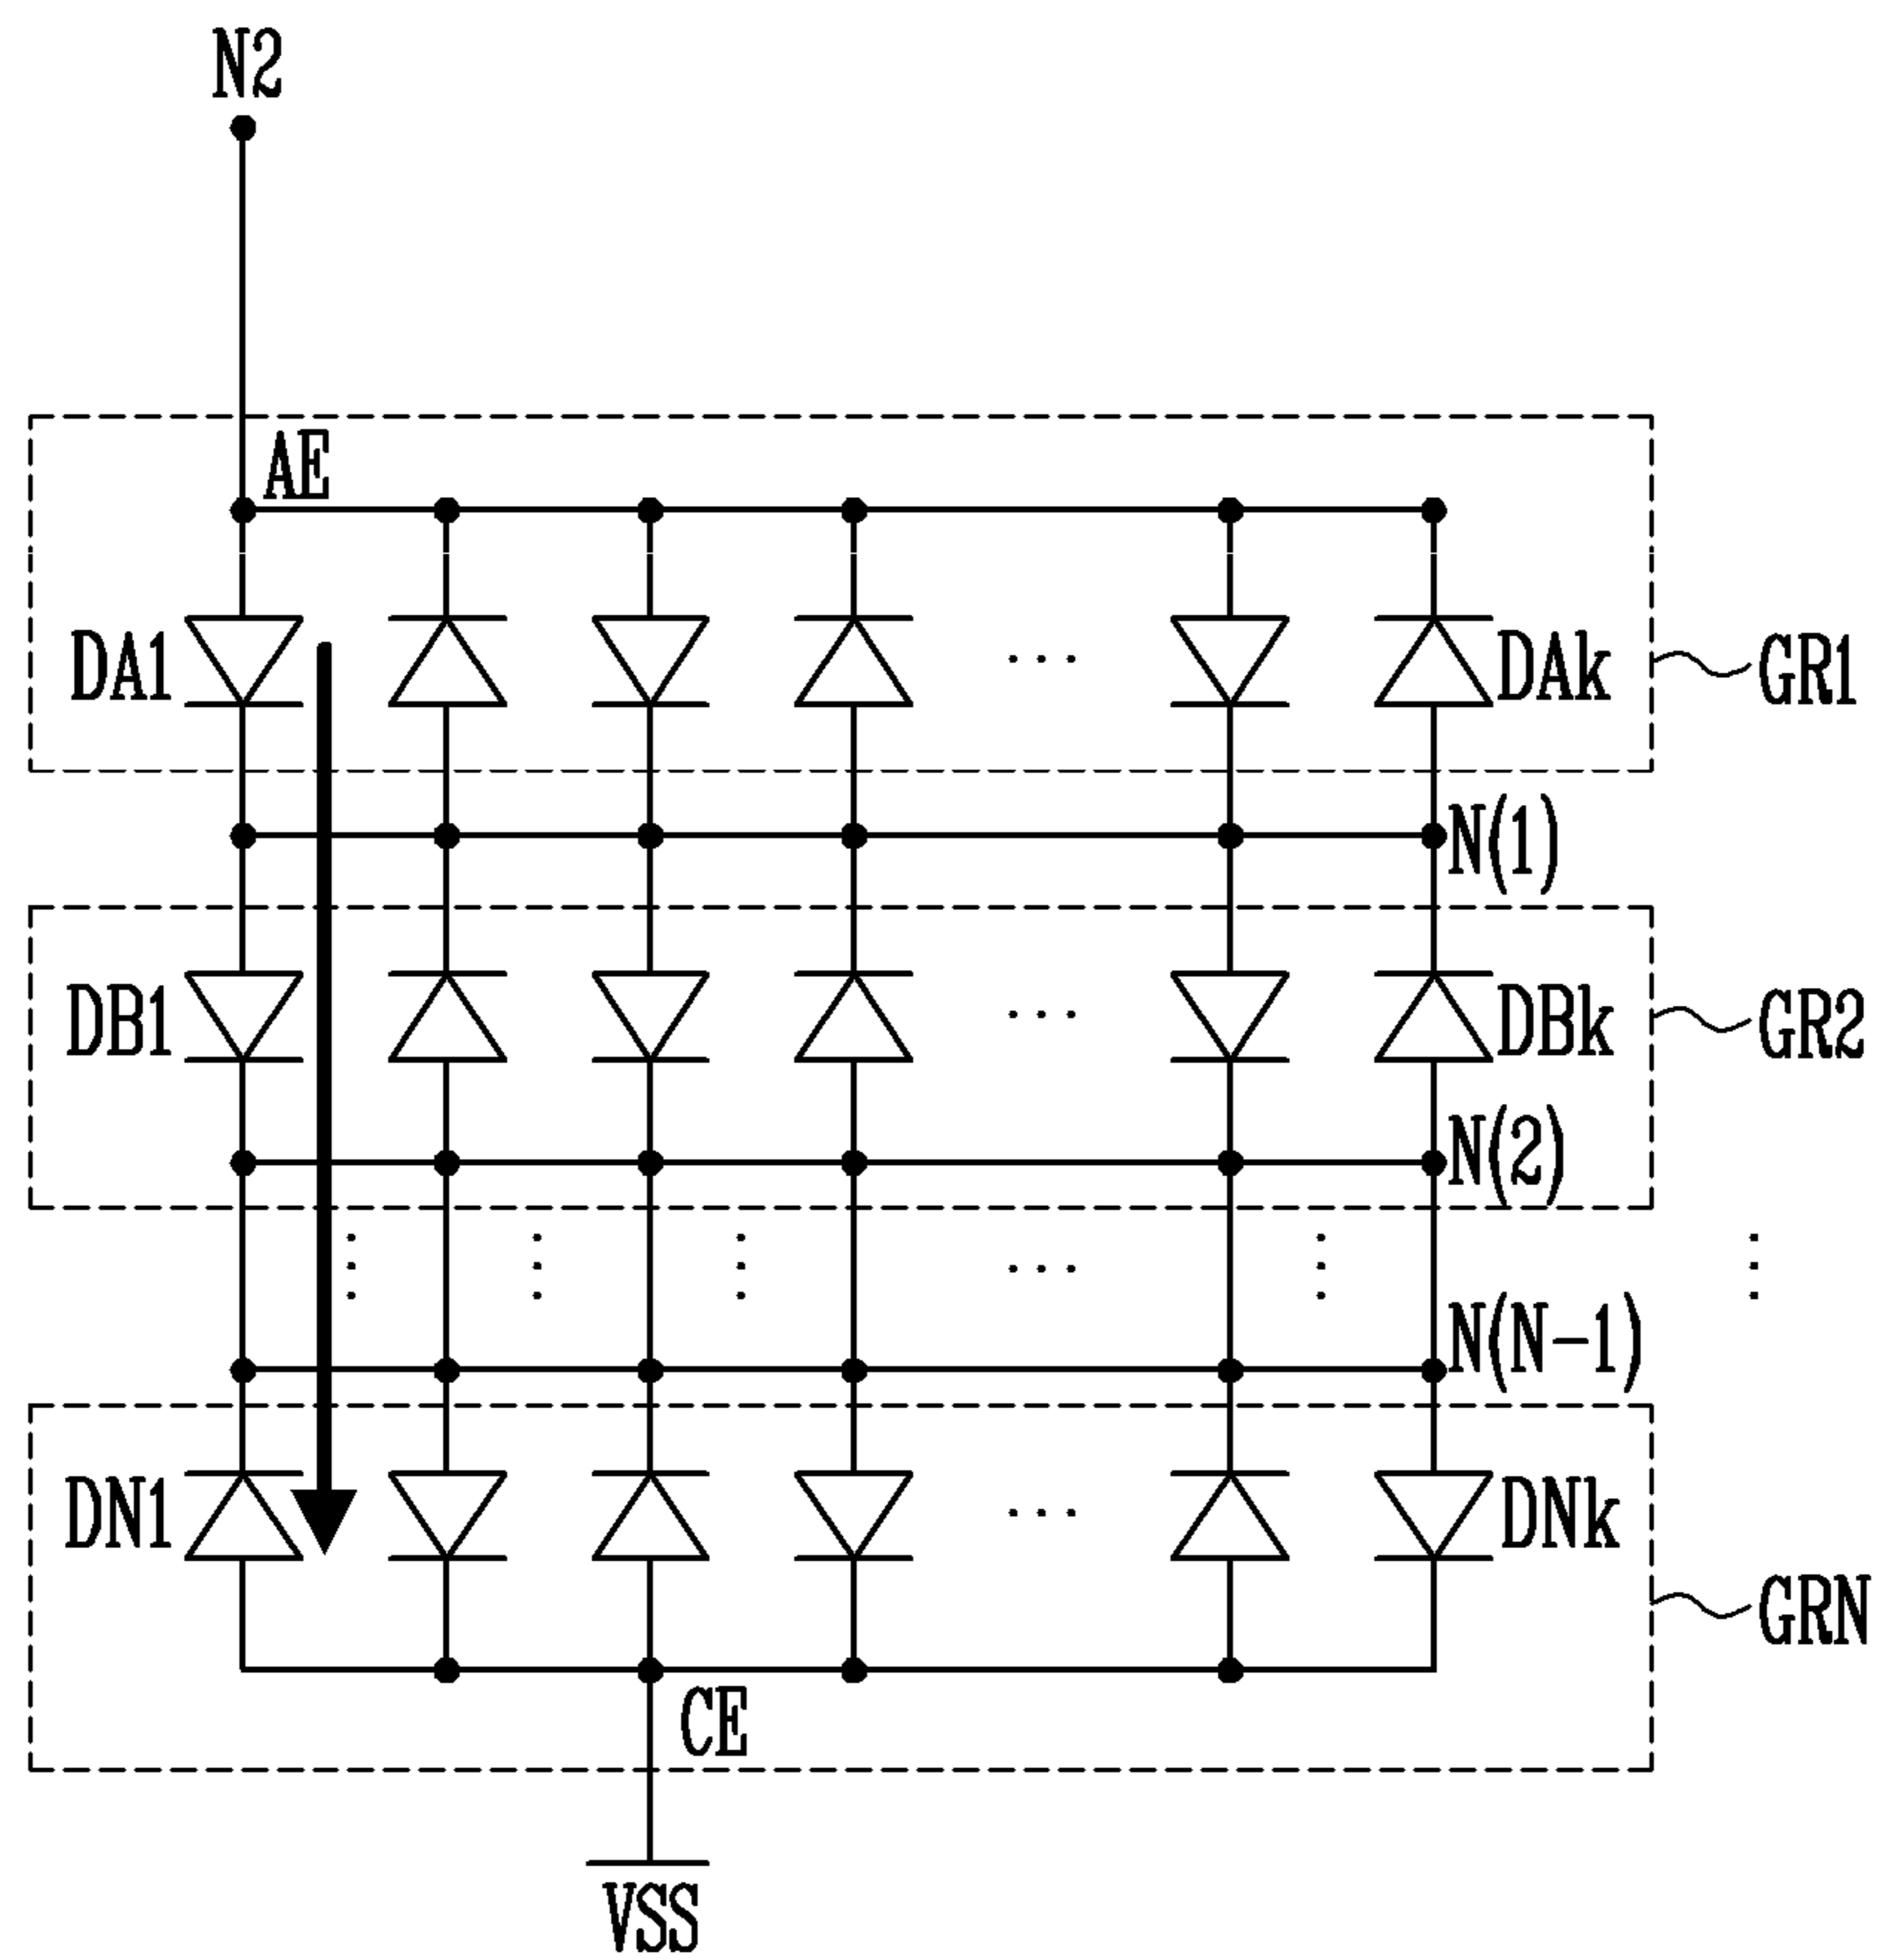 N2
AE
DA1
DAk
GR1
N(1)
DB1
DBk
GR2
N(2)
N(N-1)
DN1
DNk
GRN
CE
VSS